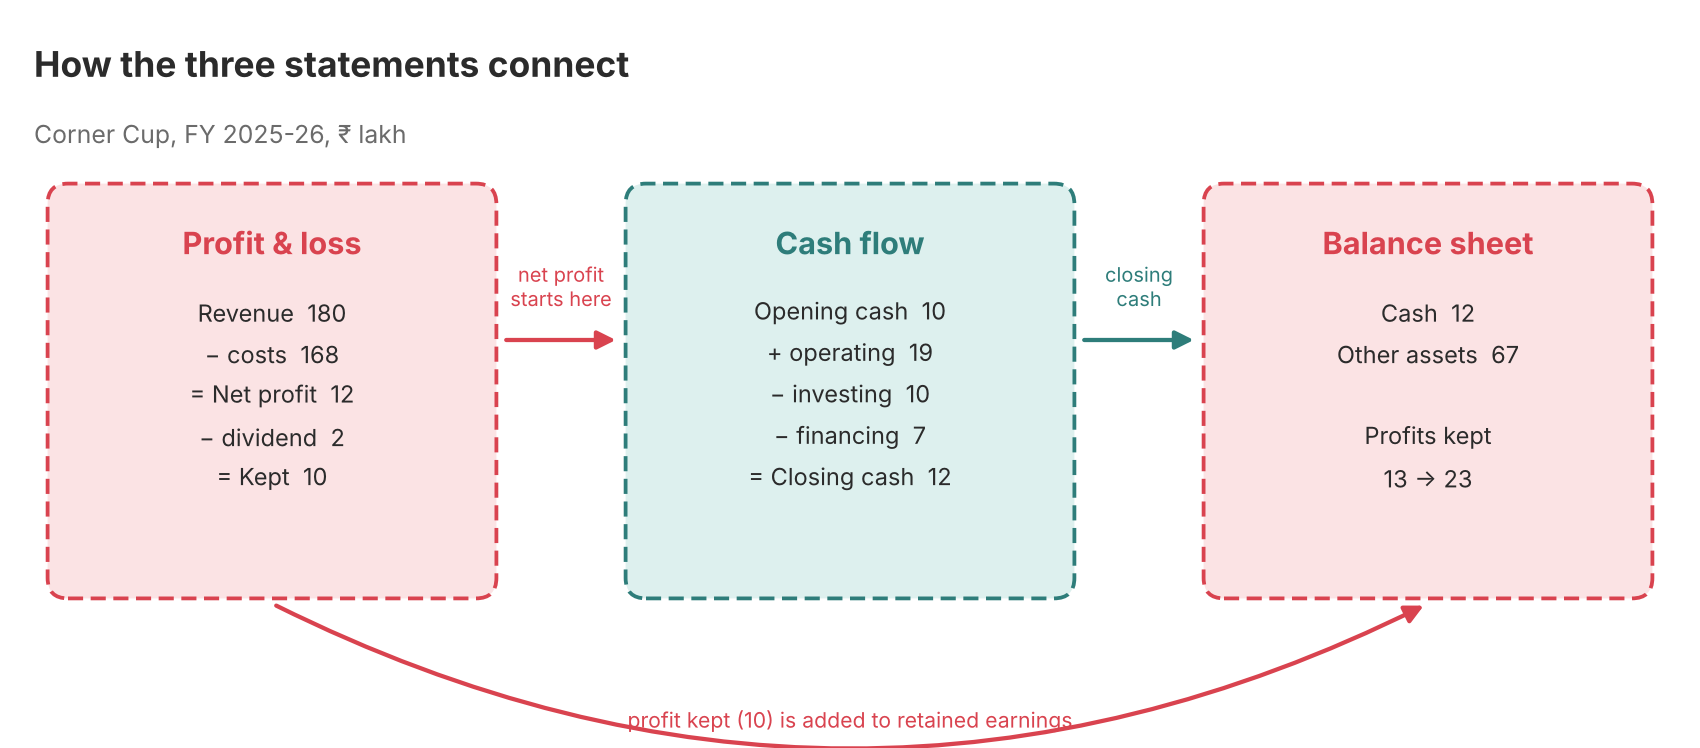 How the three statements connect
Corner Cup, FY 2025-26, ₹ lakh
Profit & loss
Revenue 180
− costs 168
= Net profit 12
− dividend 2
= Kept 10
net profit
starts here
Cash flow
Opening cash 10
+ operating 19
− investing 10
− financing 7
= Closing cash 12
closing
cash
Balance sheet
Cash 12
Other assets 67
Profits kept
13 → 23
profit kept (10) is added to retained earnings